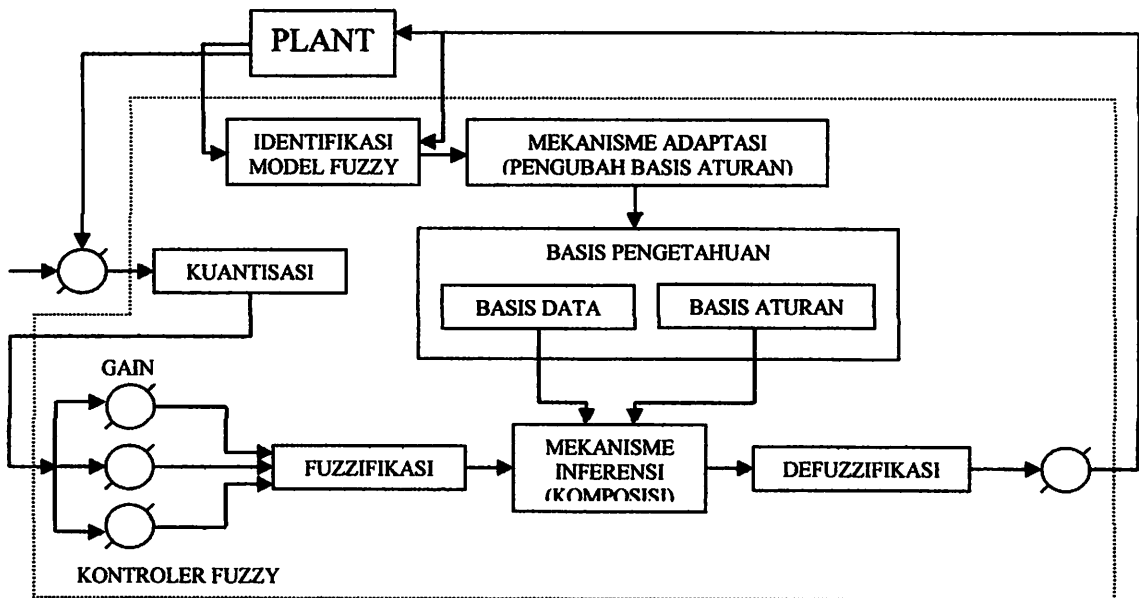 PLANT
IDENTIFIKASI
MODEL FUZZY
MEKANISME ADAPTASI
(PENGUBAH BASIS ATURAN)
BASIS PENGETAHUAN
KUANTISASI
BASIS DATA
BASIS ATURAN
GAIN
FUZZIFIKASI
MEKANISME
INFERENSI
(KOMPOSISI)
DEFUZZIFIKASI
KONTROLER FUZZY